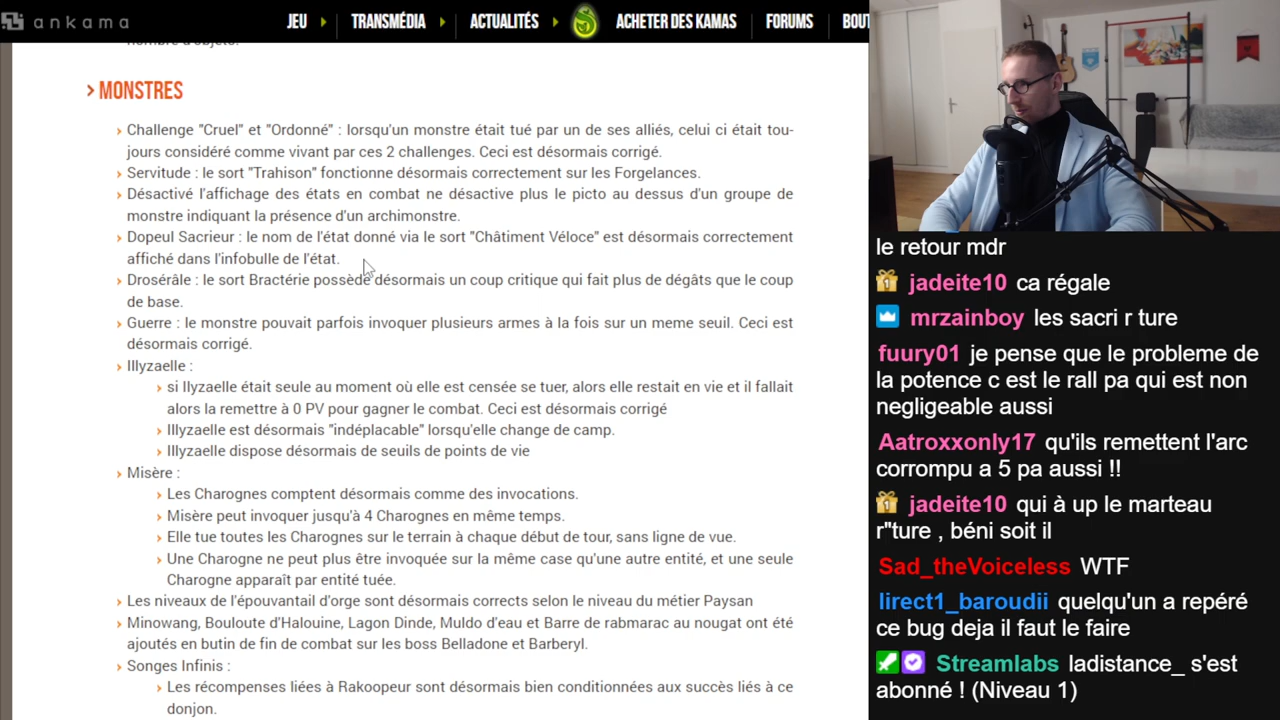 ankama
JEU
TRANSMÉDIA
ACTUALITÉS
ACHETER DES KAMAS
FORUMS
BOUT
nombre d'objets.
MONSTRES
Challenge "Cruel" et "Ordonné" : lorsqu'un monstre était tué par un de ses alliés, celui ci était tou-
jours considéré comme vivant par ces 2 challenges. Ceci est désormais corrigé.
Servitude : le sort "Trahison" fonctionne désormais correctement sur les Forgelances.
Désactivé l'affichage des états en combat ne désactive plus le picto au dessus d'un groupe de
monstre indiquant la présence d'un archimonstre.
Dopeul Sacrieur : le nom de l'état donné via le sort "Châtiment Véloce" est désormais correctement
affiché dans l'infobulle de l'état.
Drosérâle : le sort Bractérie possède désormais un coup critique qui fait plus de dégâts que le coup
de base.
Guerre : le monstre pouvait parfois invoquer plusieurs armes à la fois sur un meme seuil. Ceci est
désormais corrigé.
Illyzaelle :
si Ilyzaelle était seule au moment où elle est censée se tuer, alors elle restait en vie et il fallait
alors la remettre à 0 PV pour gagner le combat. Ceci est désormais corrigé
Illyzaelle est désormais "indéplacable" lorsqu'elle change de camp.
Illyzaelle dispose désormais de seuils de points de vie
Misère :
Les Charognes comptent désormais comme des invocations.
Misère peut invoquer jusqu'à 4 Charognes en même temps.
Elle tue toutes les Charognes sur le terrain à chaque début de tour, sans ligne de vue.
Une Charogne ne peut plus être invoquée sur la même case qu'une autre entité, et une seule
Charogne apparaît par entité tuée.
Les niveaux de l'épouvantail d'orge sont désormais corrects selon le niveau du métier Paysan
Minowang, Bouloute d'Halouine, Lagon Dinde, Muldo d'eau et Barre de rabmarac au nougat ont été
ajoutés en butin de fin de combat sur les boss Belladone et Barberyl.
Songes Infinis :
Les récompenses liées à Rakoopeur sont désormais bien conditionnées aux succès liés à ce
donjon.
le retour mdr
jadeite10 ca régale
mrzainboy les sacri r ture
fuury01 je pense que le probleme de
la potence c est le rall pa qui est non
negligeable aussi
Aatroxxonly17 qu'ils remettent l'arc
corrompu a 5 pa aussi !!
jadeite10 qui à up le marteau
r"ture , béni soit il
Sad_theVoiceless WTF
lirect1_baroudii quelqu'un a repéré
ce bug deja il faut le faire
Streamlabs ladistance_ s'est
abonné ! (Niveau 1)